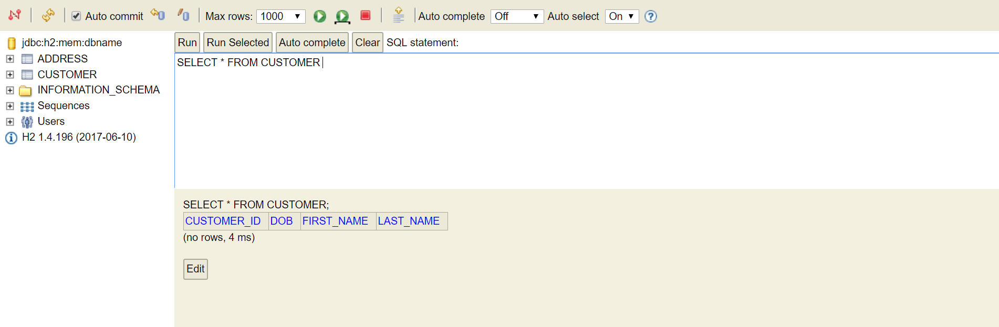 Auto commit Max rows: 1000 Auto complete Off Auto select On ?
jdbc:h2:mem:dbname
ADDRESS
CUSTOMER
INFORMATION_SCHEMA
Sequences
Users
H2 1.4.196 (2017-06-10)
Run Run Selected Auto complete Clear SQL statement:
SELECT * FROM CUSTOMER
SELECT * FROM CUSTOMER;
CUSTOMER_ID DOB FIRST_NAME LAST_NAME
(no rows, 4 ms)
Edit